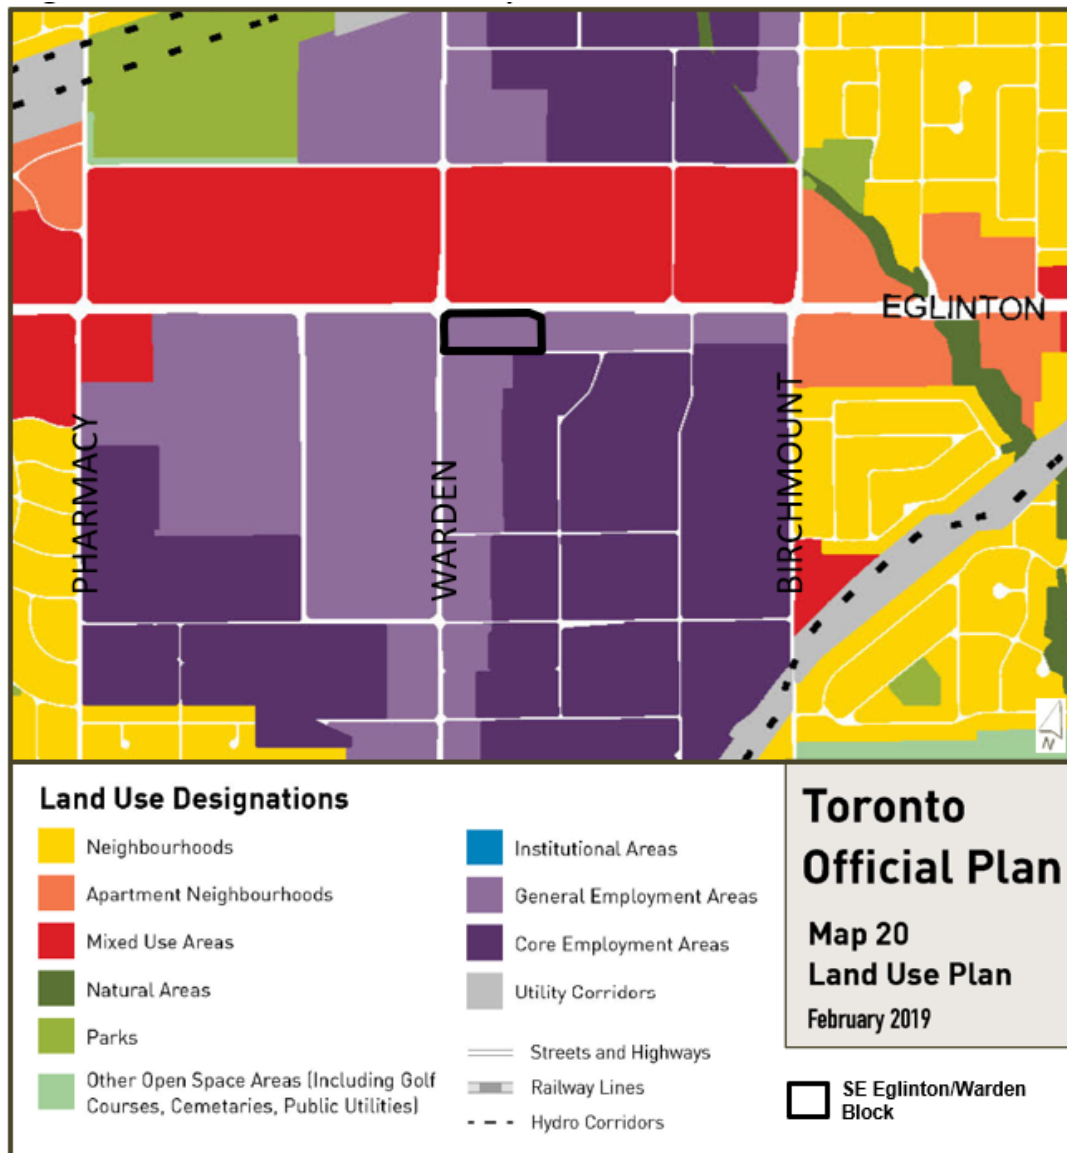 EGLINTON
PHARMACY
WARDEN
BIRCHMOUNT
N
Land Use Designations
Neighbourhoods
Apartment Neighbourhoods
Mixed Use Areas
Natural Areas
Parks
Other Open Space Areas (Including Golf
Courses, Cemetaries, Public Utilities)
Institutional Areas
General Employment Areas
Core Employment Areas
Utility Corridors
Streets and Highways
Railway Lines
Hydro Corridors
Toronto
Official Plan
Map 20
Land Use Plan
February 2019
SE Eglinton/Warden
Block